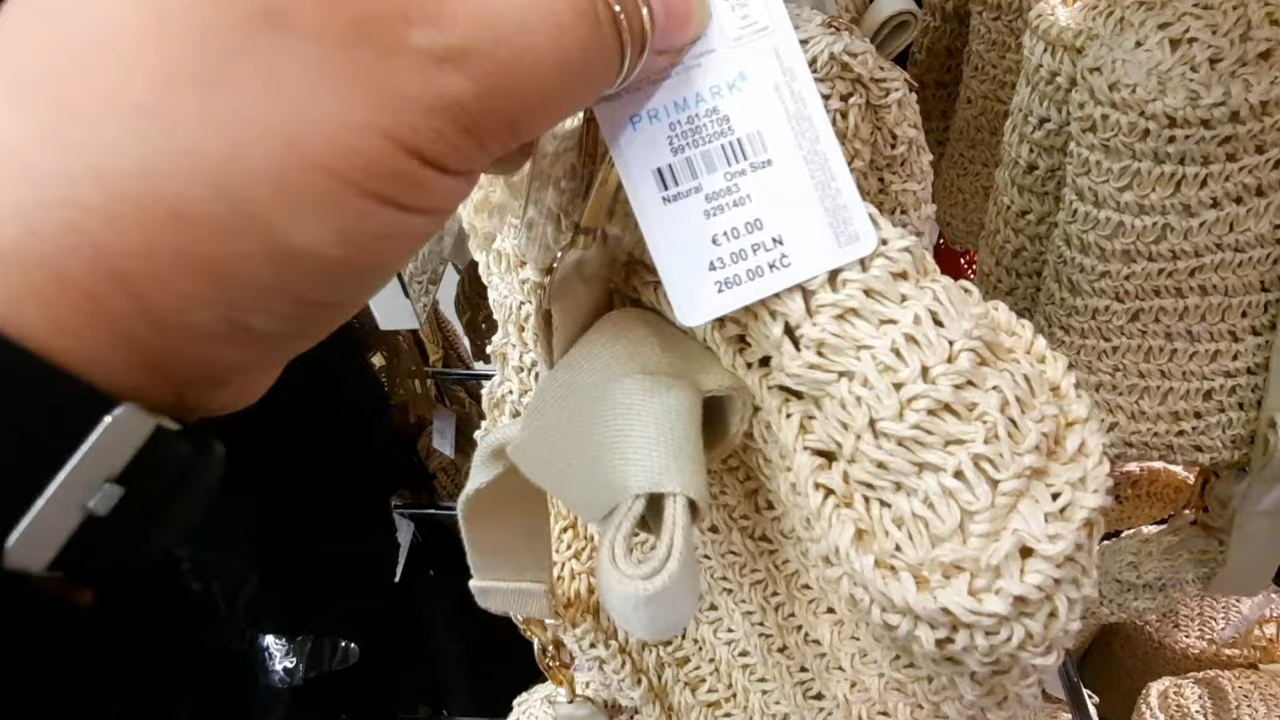 PRIMARK®
01-01-06
210301709
991032065
Natural One Size
60083
9291401
€10.00
43.00 PLN
260.00 KČ